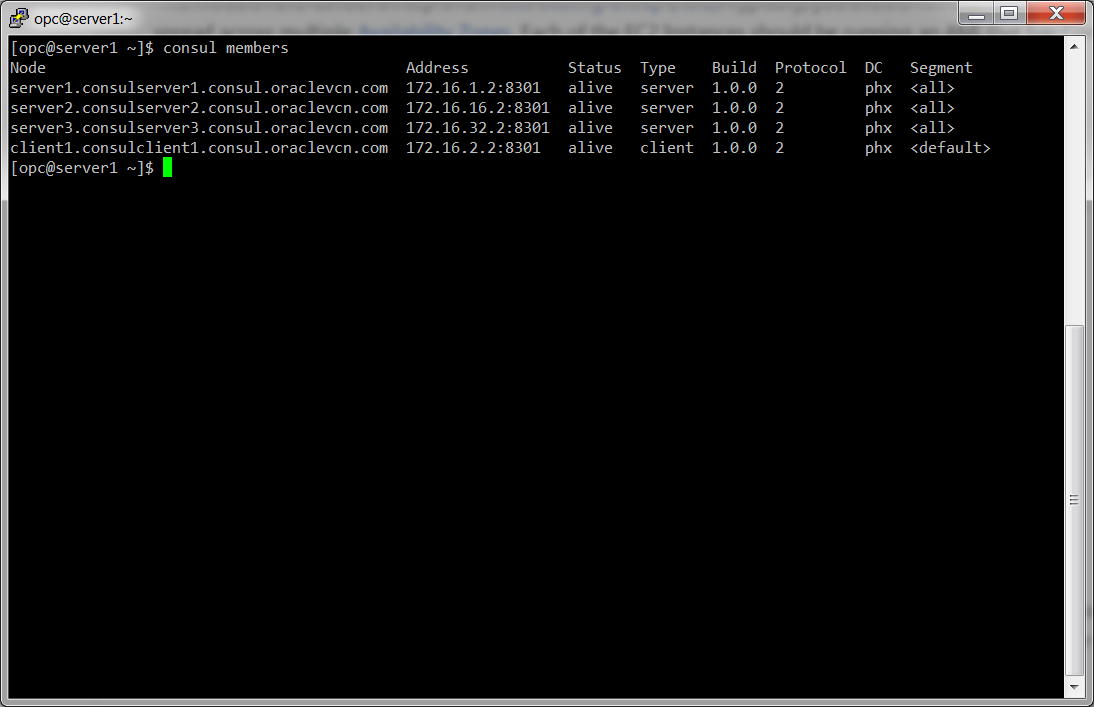 opc@server1:~
[opc@server1 ~]$ consul members
Node Address Status Type Build Protocol DC Segment
server1.consulserver1.consul.oraclevcn.com 172.16.1.2:8301 alive server 1.0.0 2 phx <all>
server2.consulserver2.consul.oraclevcn.com 172.16.16.2:8301 alive server 1.0.0 2 phx <all>
server3.consulserver3.consul.oraclevcn.com 172.16.32.2:8301 alive server 1.0.0 2 phx <all>
client1.consulclient1.consul.oraclevcn.com 172.16.2.2:8301 alive client 1.0.0 2 phx <default>
[opc@server1 ~]$